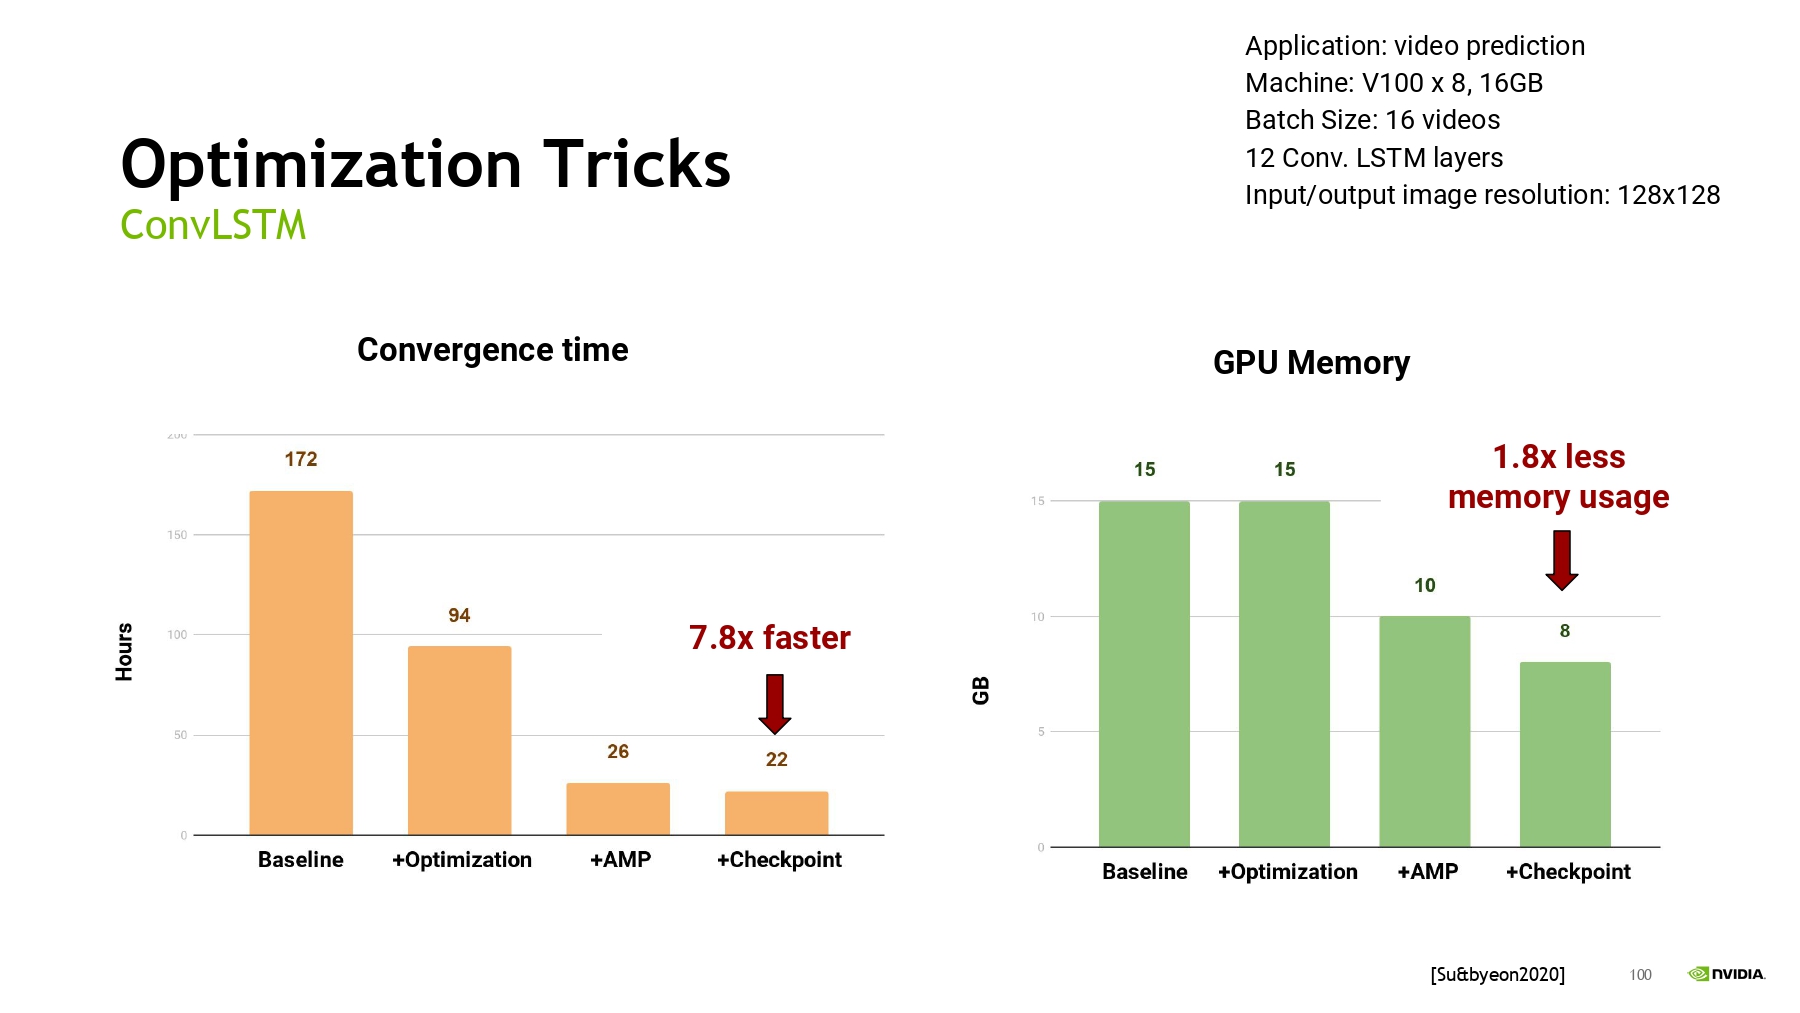 Application: video prediction
Machine: V100 x 8, 16GB
Batch Size: 16 videos
12 Conv. LSTM layers
Input/output image resolution: 128x128
Optimization Tricks
ConvLSTM
Convergence time
200
172
150
94
100
7.8x faster
Hours
50
26
22
0
Baseline +Optimization +AMP +Checkpoint
GPU Memory
1.8x less
memory usage
15 15
15
10
10
8
GB
5
0
Baseline +Optimization +AMP +Checkpoint
[Su&byeon2020]
100
NVIDIA.